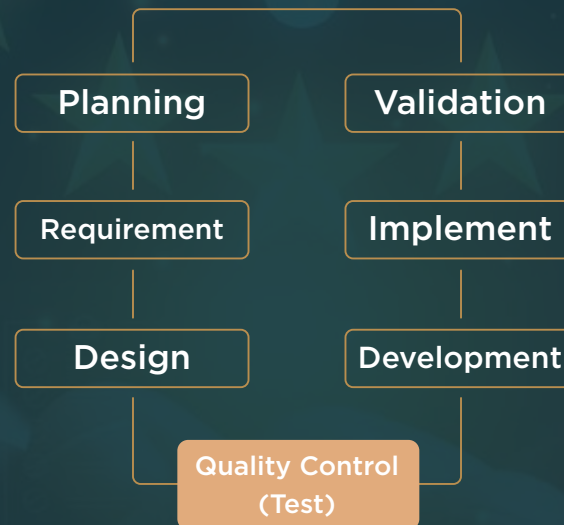 Planning
Validation
Requirement
Implement
Design
Development
Quality Control
(Test)